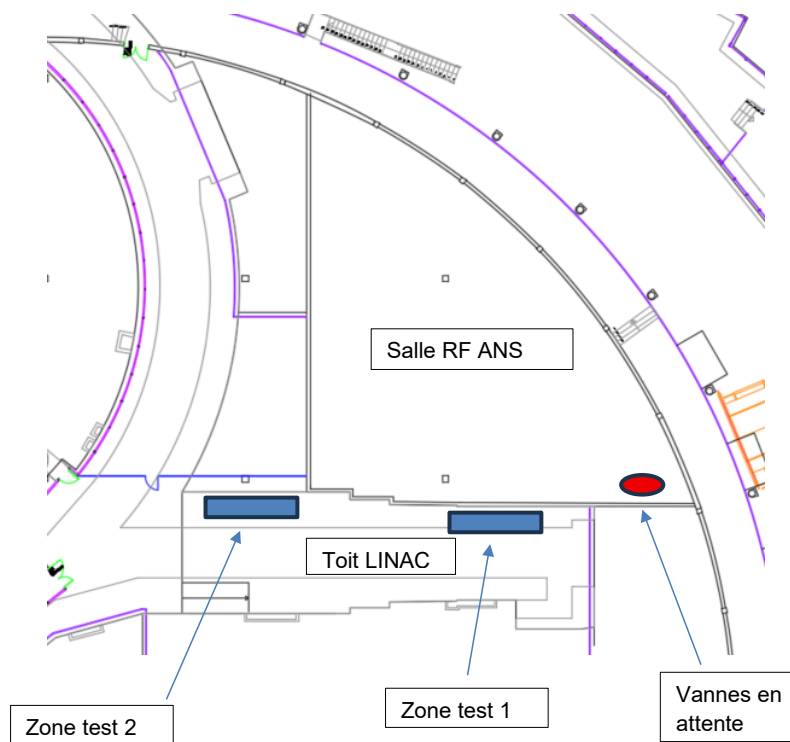 Salle RF ANS
Toit LINAC
Zone test 2
Zone test 1
Vannes en
attente